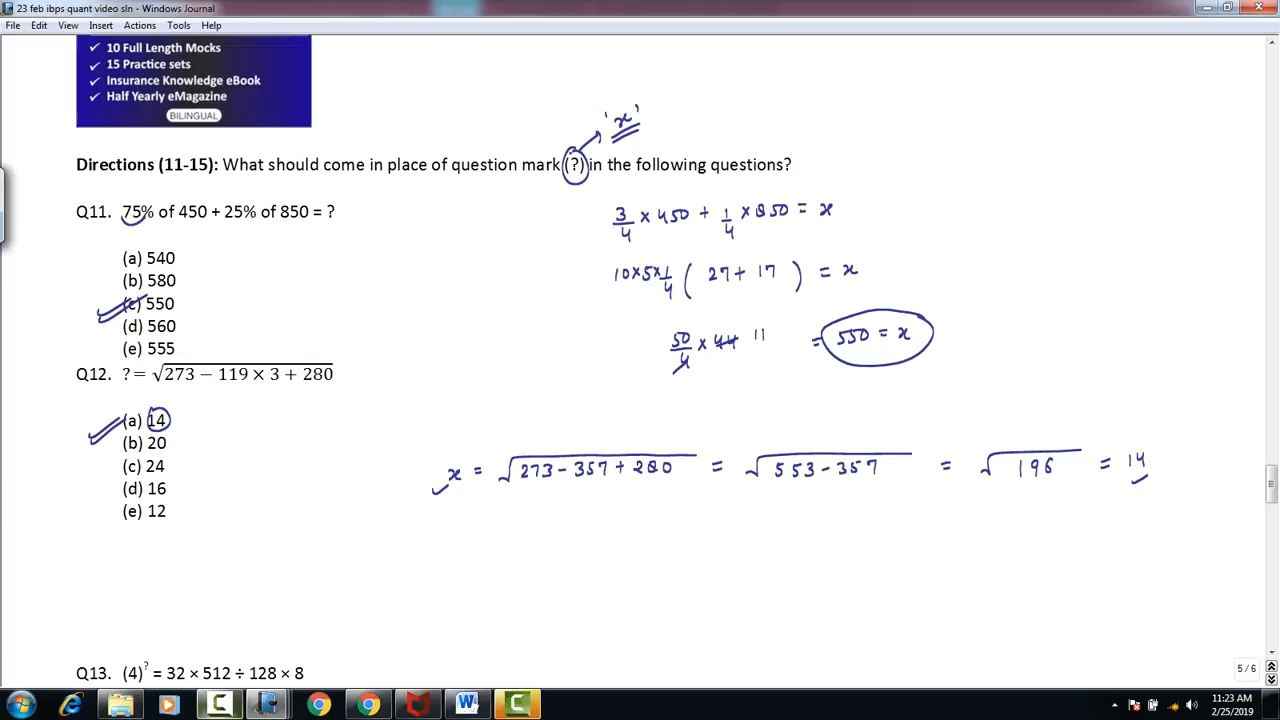 23 feb ibps quant video sln - Windows Journal
File Edit View Insert Actions Tools Help
✓ 10 Full Length Mocks
✓ 15 Practice sets
✓ Insurance Knowledge eBook
✓ Half Yearly eMagazine
BILINGUAL
'x'
Directions (11-15): What should come in place of question mark (?) in the following questions?
Q11. 75% of 450 + 25% of 850 = ?
3/4 × 450 + 1/4 × 850 = x
(a) 540
10×5×1/4 ( 27 + 17 ) = x
(b) 580
(c) 550
(d) 560
50/4 × 44 11 = 550 = x
(e) 555
Q12. ? = √273 − 119 × 3 + 280
(a) 14
(b) 20
(c) 24
x = √273 − 357 + 280 = √553 − 357 = √196 = 14
(d) 16
(e) 12
Q13. (4)^? = 32 × 512 ÷ 128 × 8
5 / 6
11:23 AM
2/25/2019